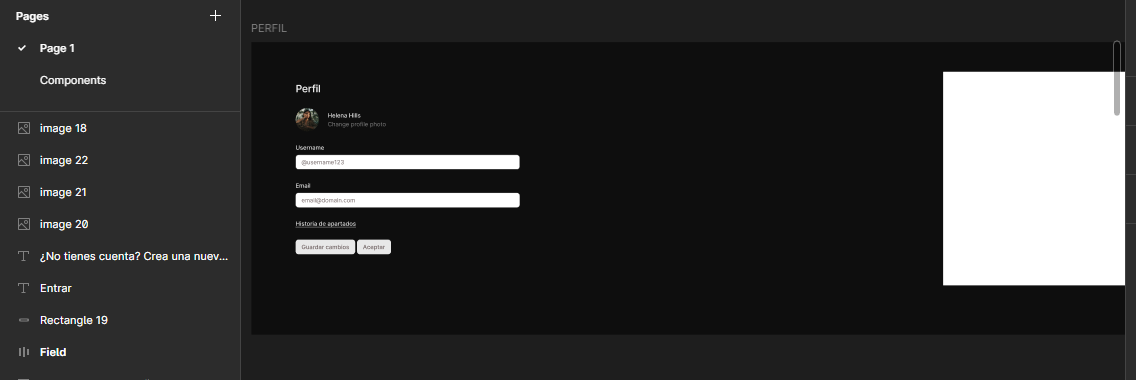 Pages
Page 1
Components
image 18
image 22
image 21
image 20
¿No tienes cuenta? Crea una nuev...
Entrar
Rectangle 19
Field
PERFIL
Perfil
Helena Hills
Change profile photo
Username
@username123
Email
email@domain.com
Historia de apartados
Guardar cambios
Aceptar